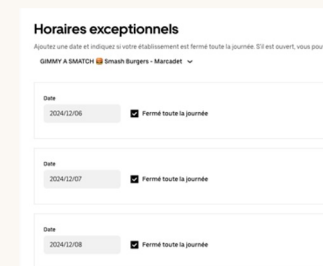 Horaires exceptionnels
Ajoutez une date et indiquez si votre établissement est fermé toute la journée. S'il est ouvert, vous pou
GIMMY A SMATCH 🍔 Smash Burgers - Marcadet
Date
2024/12/06
Fermé toute la journée
Date
2024/12/07
Fermé toute la journée
Date
2024/12/08
Fermé toute la journée